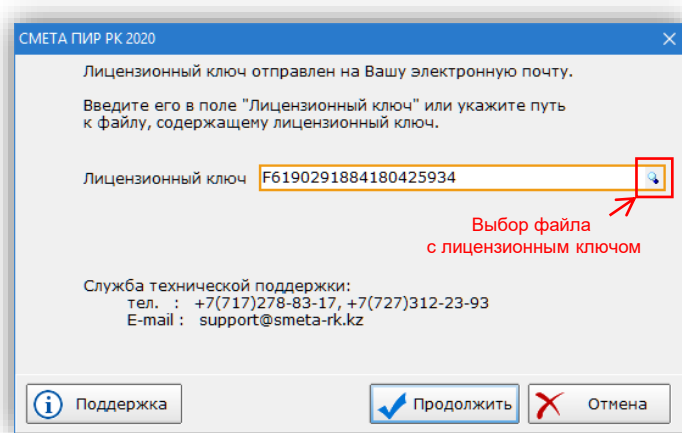 СМЕТА ПИР РК 2020
Лицензионный ключ отправлен на Вашу электронную почту.
Введите его в поле "Лицензионный ключ" или укажите путь
к файлу, содержащему лицензионный ключ.
Лицензионный ключ F6190291884180425934
Выбор файла
с лицензионным ключом
Служба технической поддержки:
тел. : +7(717)278-83-17, +7(727)312-23-93
E-mail : support@smeta-rk.kz
Поддержка Продолжить Отмена